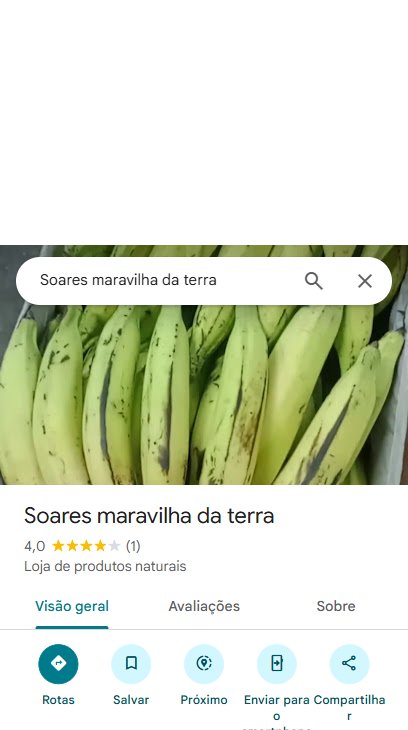 Soares maravilha da terra
Soares maravilha da terra
4,0 (1)
Loja de produtos naturais
Visão geral Avaliações Sobre
Rotas Salvar Próximo Enviar para o Compartilhar